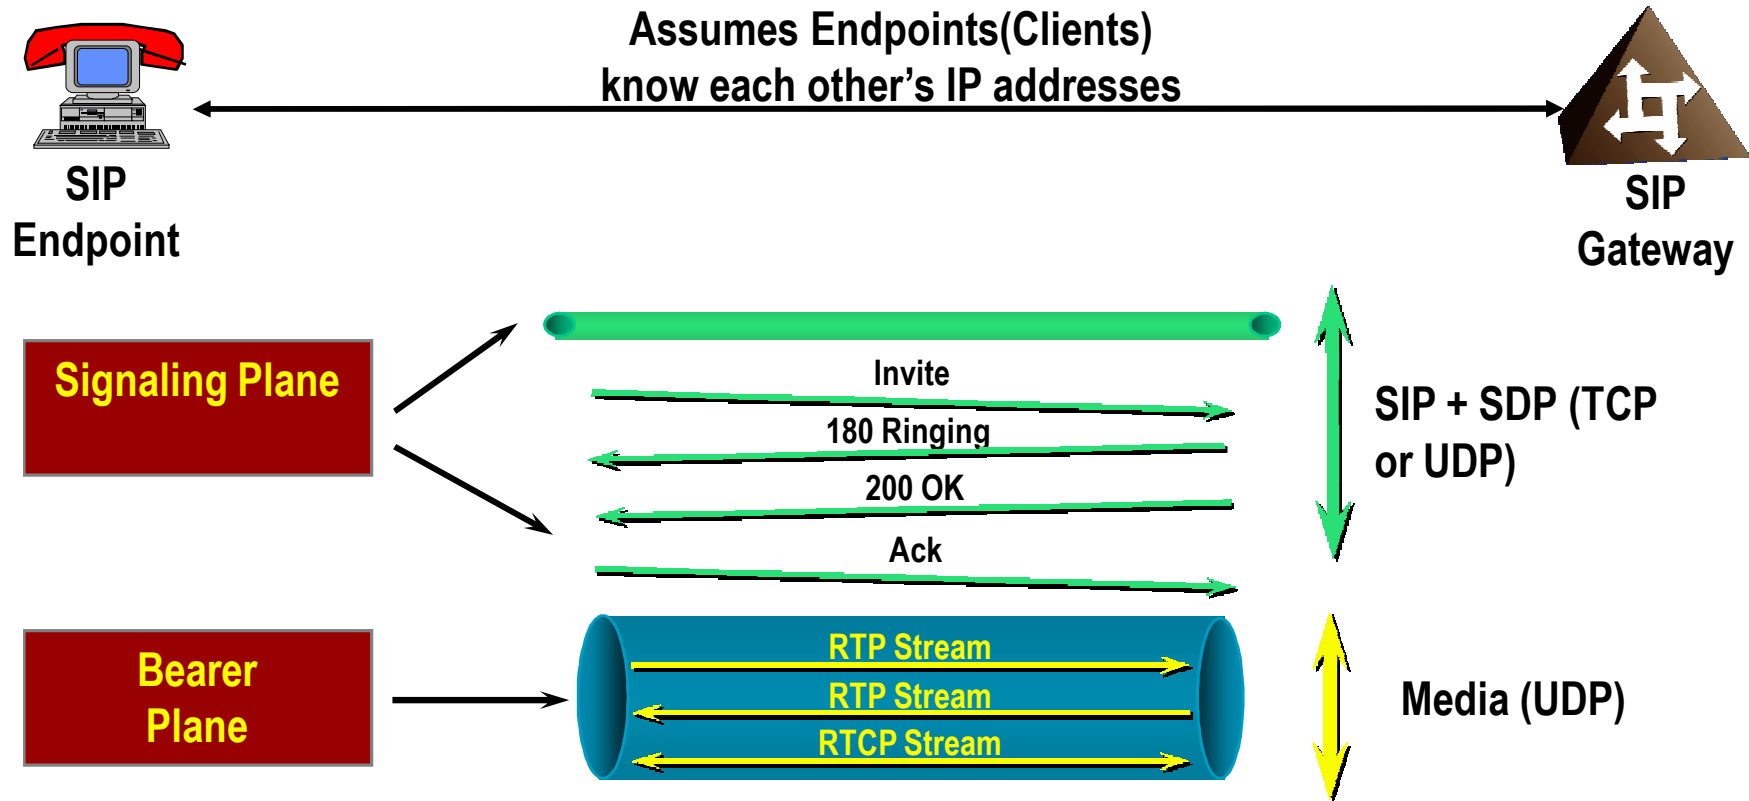 Assumes Endpoints(Clients)
know each other’s IP addresses
SIP
Endpoint
SIP
Gateway
Signaling Plane
Invite
180 Ringing
200 OK
Ack
SIP + SDP (TCP
or UDP)
Bearer
Plane
RTP Stream
RTP Stream
RTCP Stream
Media (UDP)